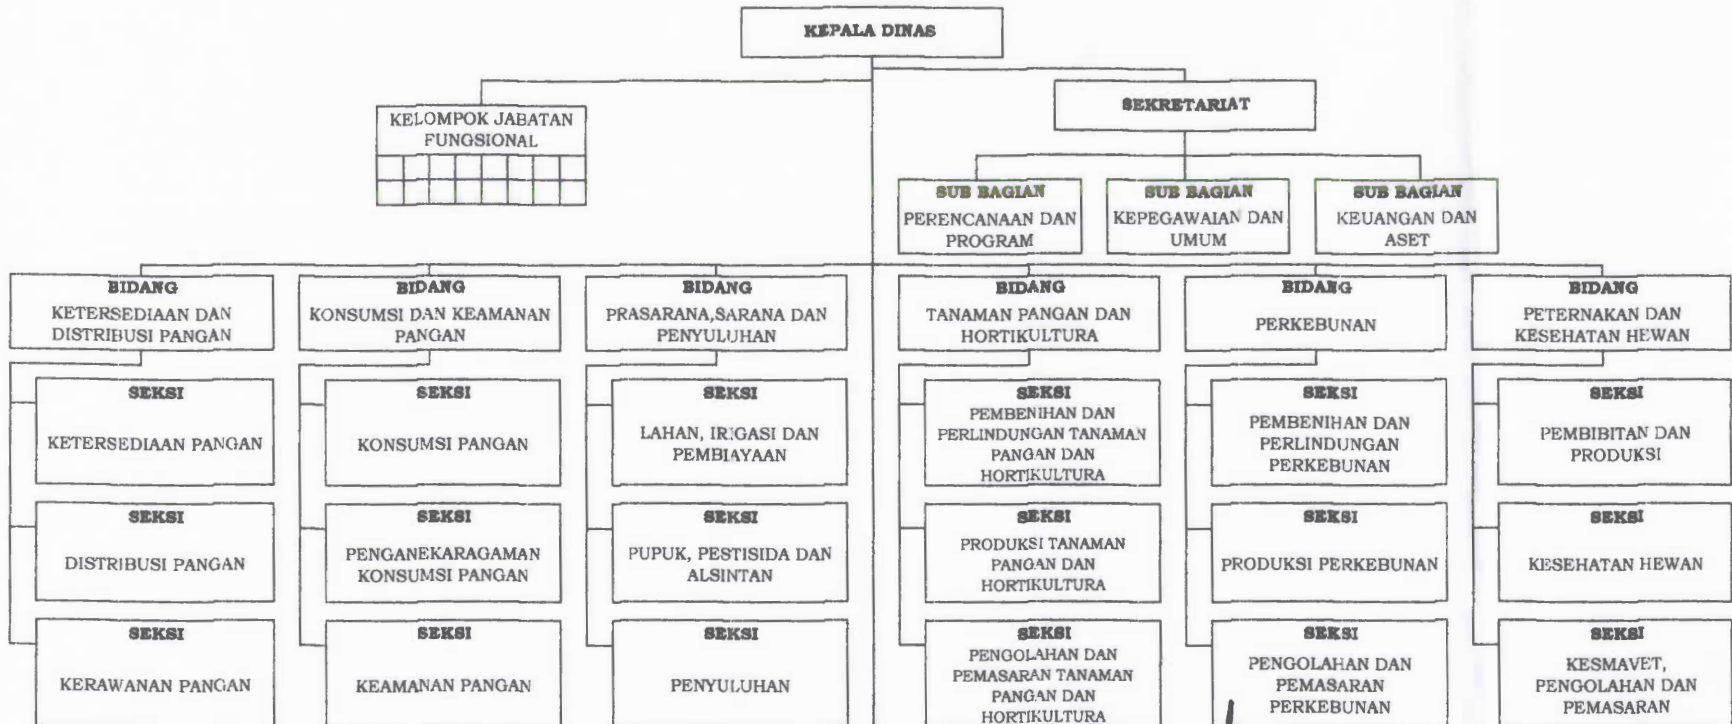 KEPALA DINAS
KELOMPOK JABATAN
FUNGSIONAL
SEKRETARIAT
SUB BAGIAN
PERENCANAAN DAN
PROGRAM
SUB BAGIAN
KEPEGAWAIAN DAN
UMUM
SUB BAGIAN
KEUANGAN DAN
ASET
BIDANG
KETERSEDIAAN DAN
DISTRIBUSI PANGAN
BIDANG
KONSUMSI DAN KEAMANAN
PANGAN
BIDANG
PRASARANA,SARANA DAN
PENYULUHAN
BIDANG
TANAMAN PANGAN DAN
HORTIKULTURA
BIDANG
PERKEBUNAN
BIDANG
PETERNAKAN DAN
KESEHATAN HEWAN
SEKSI
KETERSEDIAAN PANGAN
SEKSI
KONSUMSI PANGAN
SEKSI
LAHAN, IRIGASI DAN
PEMBIAYAAN
SEKSI
PEMBENIHAN DAN
PERLINDUNGAN TANAMAN
PANGAN DAN
HORTIKULTURA
SEKSI
PEMBENIHAN DAN
PERLINDUNGAN
PERKEBUNAN
SEKSI
PEMBIBITAN DAN
PRODUKSI
SEKSI
DISTRIBUSI PANGAN
SEKSI
PENGANEKARAGAMAN
KONSUMSI PANGAN
SEKSI
PUPUK, PESTISIDA DAN
ALSINTAN
SEKSI
PRODUKSI TANAMAN
PANGAN DAN
HORTIKULTURA
SEKSI
PRODUKSI PERKEBUNAN
SEKSI
KESEHATAN HEWAN
SEKSI
KERAWANAN PANGAN
SEKSI
KEAMANAN PANGAN
SEKSI
PENYULUHAN
SEKSI
PENGOLAHAN DAN
PEMASARAN TANAMAN
PANGAN DAN
HORTIKULTURA
SEKSI
PENGOLAHAN DAN
PEMASARAN
PERKEBUNAN
SEKSI
KESMAVET,
PENGOLAHAN DAN
PEMASARAN